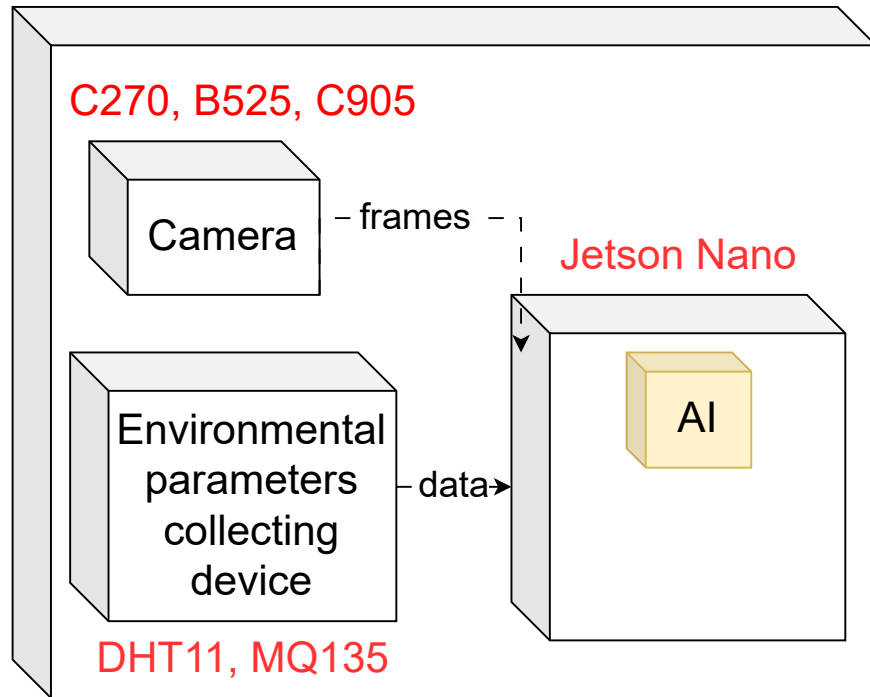 C270, B525, C905
Camera
frames
Jetson Nano
AI
Environmental
parameters
collecting
device
data
DHT11, MQ135